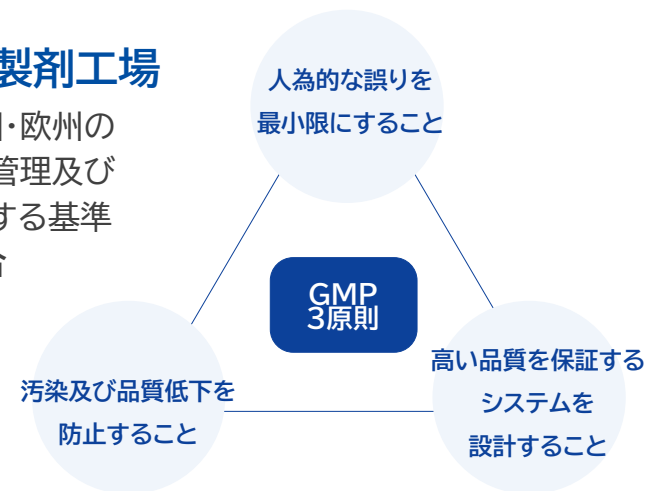 製剤工場
・欧州の
管理及び
する基準
人為的な誤りを
最小限にすること
GMP
3原則
汚染及び品質低下を
防止すること
高い品質を保証する
システムを
設計すること